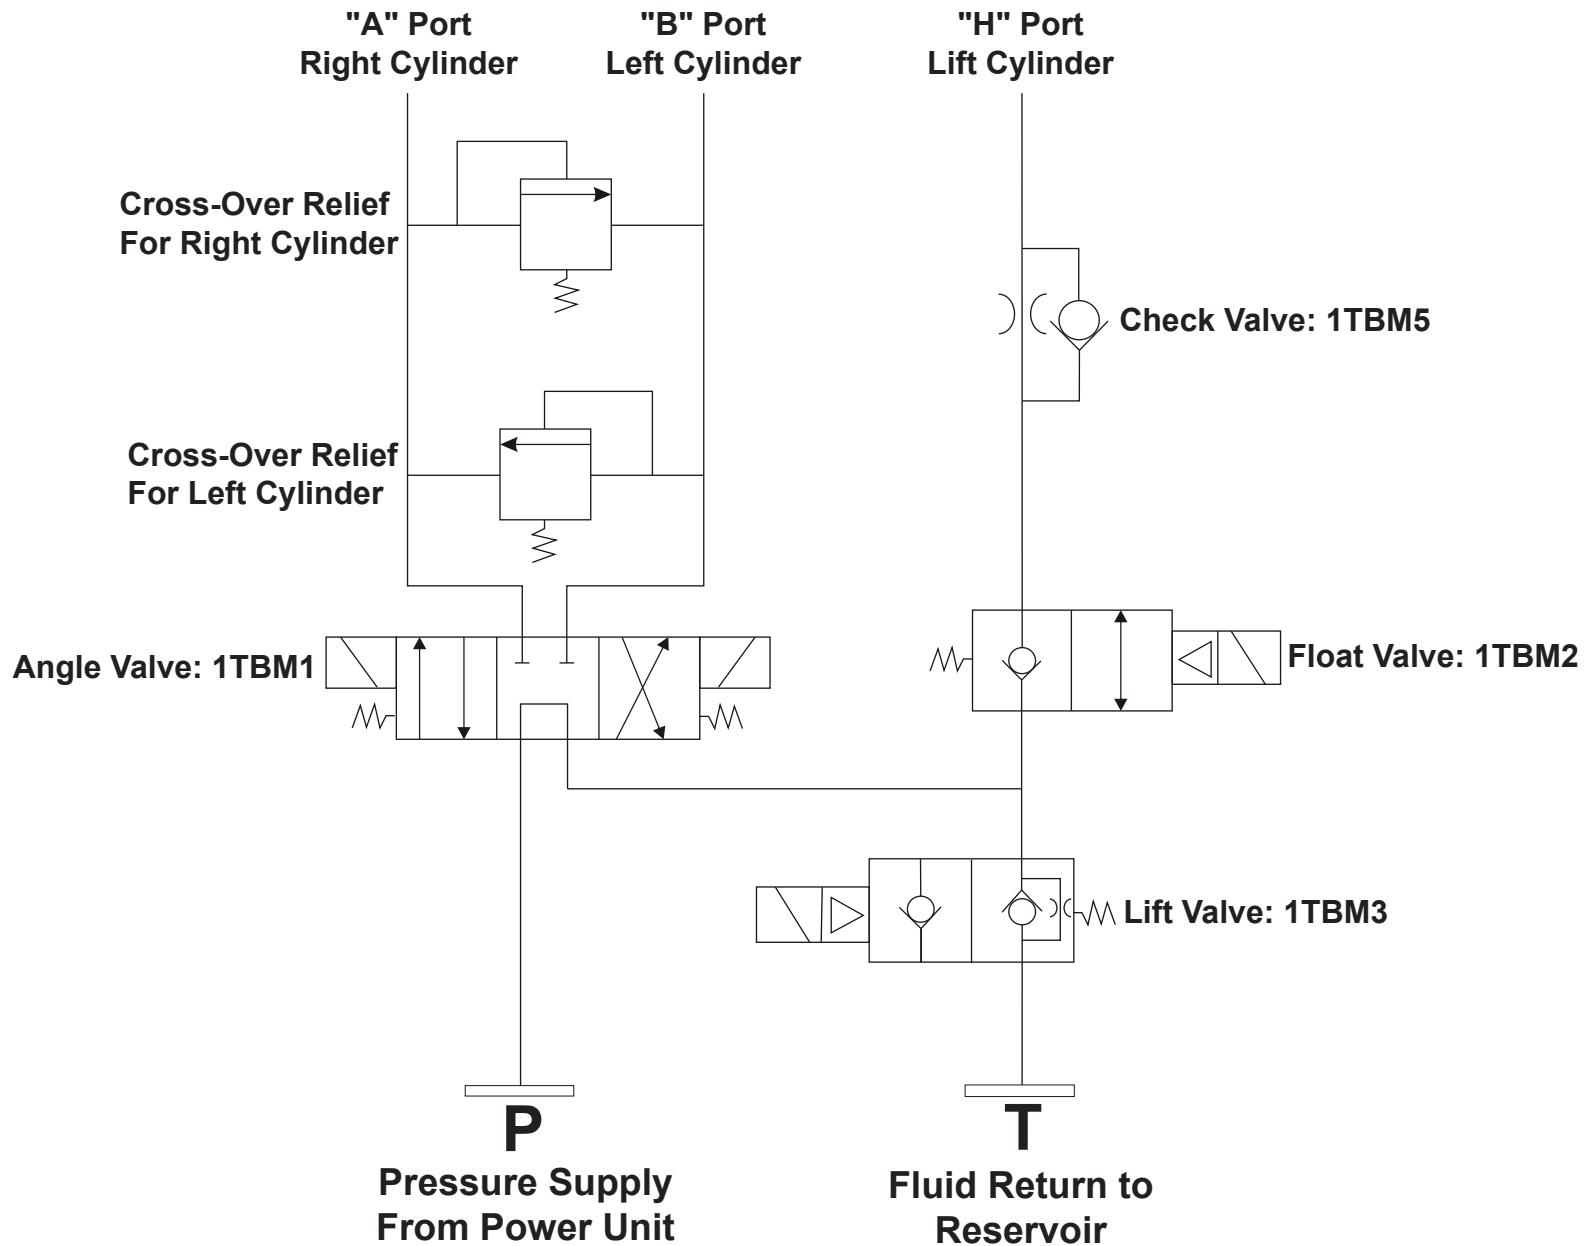 "A" Port
Right Cylinder
"B" Port
Left Cylinder
"H" Port
Lift Cylinder
Cross-Over Relief
For Right Cylinder
Check Valve: 1TBM5
Cross-Over Relief
For Left Cylinder
Angle Valve: 1TBM1
Float Valve: 1TBM2
Lift Valve: 1TBM3
P
Pressure Supply
From Power Unit
T
Fluid Return to
Reservoir